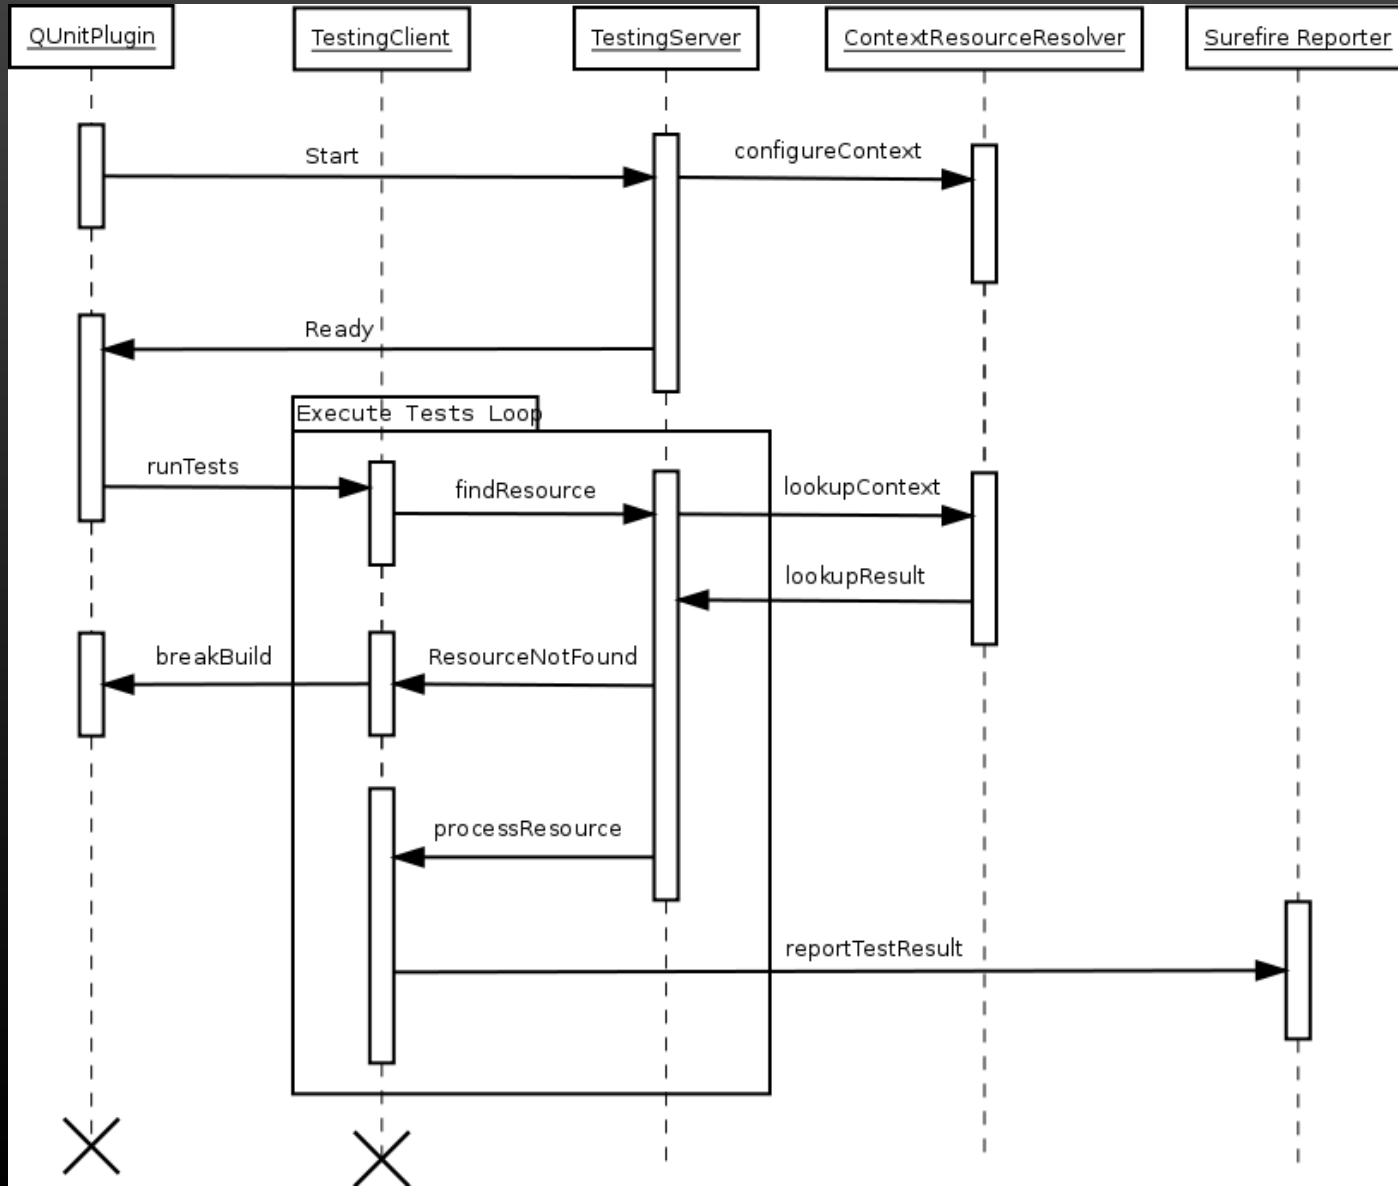 QUnitPlugin
TestingClient
TestingServer
ContextResourceResolver
Surefire Reporter
Start
configureContext
Ready
Execute Tests Loop
runTests
findResource
lookupContext
lookupResult
breakBuild
ResourceNotFound
processResource
reportTestResult